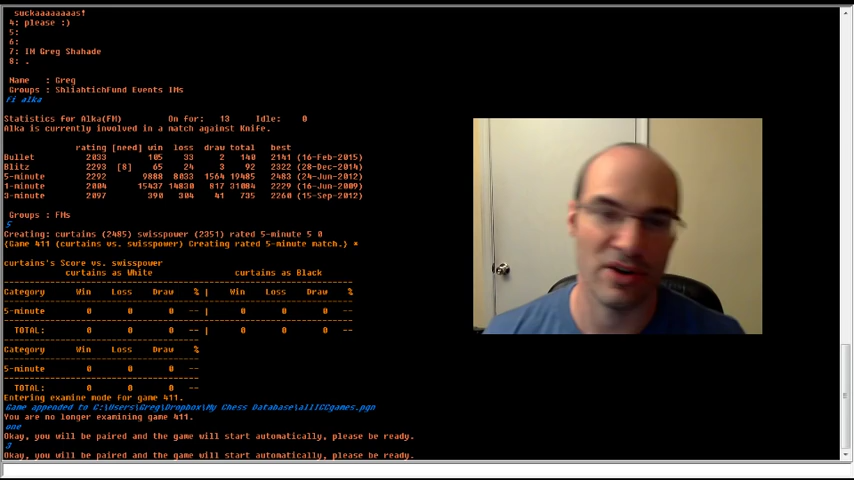 suckaaaaaaas!
4: please :)
5:
6:
7: IM Greg Shahade
8: .
Name : Greg
Groups : ShliahtichFund Events IMs
fi alka
Statistics for Alka(FM) On for: 13 Idle: 0
Alka is currently involved in a match against Knife.
rating [need] win loss draw total best
Bullet 2033 105 33 2 140 2141 (16-Feb-2015)
Blitz 2293 [8] 65 24 3 92 2322 (28-Dec-2014)
5-minute 2292 9888 8033 1564 19485 2483 (24-Jun-2012)
1-minute 2004 15437 14830 817 31084 2229 (16-Jun-2009)
3-minute 2097 390 304 41 735 2260 (15-Sep-2012)
Groups : FMs
5
Creating: curtains (2485) swisspower (2351) rated 5-minute 5 0
{Game 411 (curtains vs. swisspower) Creating rated 5-minute match.} *
curtains's Score vs. swisspower
curtains as White curtains as Black
Category Win Loss Draw % | Win Loss Draw %
5-minute 0 0 0 -- | 0 0 0 --
TOTAL: 0 0 0 -- | 0 0 0 --
Category Win Loss Draw %
5-minute 0 0 0 --
TOTAL: 0 0 0 --
Entering examine mode for game 411.
Game appended to C:\Users\Greg\Dropbox\My Chess Database\allICCgames.pgn
You are no longer examining game 411.
one
Okay, you will be paired and the game will start automatically, please be ready.
3
Okay, you will be paired and the game will start automatically, please be ready.